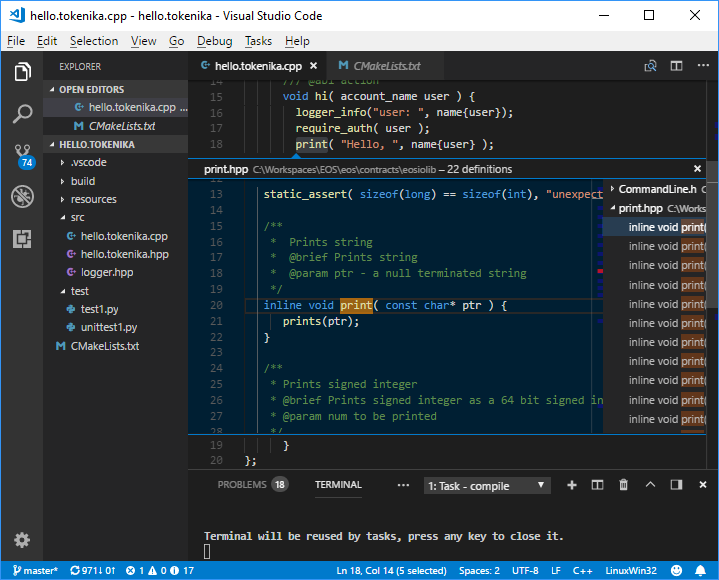 hello.tokenika.cpp - hello.tokenika - Visual Studio Code
File Edit Selection View Go Debug Tasks Help
EXPLORER
OPEN EDITORS
hello.tokenika.cpp ...
CMakeLists.txt
HELLO.TOKENIKA
.vscode
build
resources
src
hello.tokenika.cpp
hello.tokenika.hpp
logger.hpp
test
test1.py
unittest1.py
CMakeLists.txt
74
hello.tokenika.cpp CMakeLists.txt
14 /// @abi action
15 void hi( account_name user ) {
16 logger_info("user: ", name{user});
17 require_auth( user );
18 print( "Hello, ", name{user} );
print.hpp C:\Workspaces\EOS\eos\contracts\eosiolib – 22 definitions
13 static_assert( sizeof(long) == sizeof(int), "unexpect
14
15 /**
16 * Prints string
17 * @brief Prints string
18 * @param ptr - a null terminated string
19 */
20 inline void print( const char* ptr ) {
21 prints(ptr);
22 }
23
24 /**
25 * Prints signed integer
26 * @brief Prints signed integer as a 64 bit signed in
27 * @param num to be printed
28 */
CommandLine.h C:
print.hpp C:\Works
inline void print(
inline void print(
inline void print(
inline void print(
inline void print(
inline void print(
inline void print(
inline void print(
inline void print(
inline void print(
inline void print(
19 }
20 };
PROBLEMS 18 TERMINAL ... 1: Task - compile
Terminal will be reused by tasks, press any key to close it.
master* 971↓ 0↑ 1 0 17 Ln 18, Col 14 (5 selected) Spaces: 2 UTF-8 LF C++ LinuxWin32